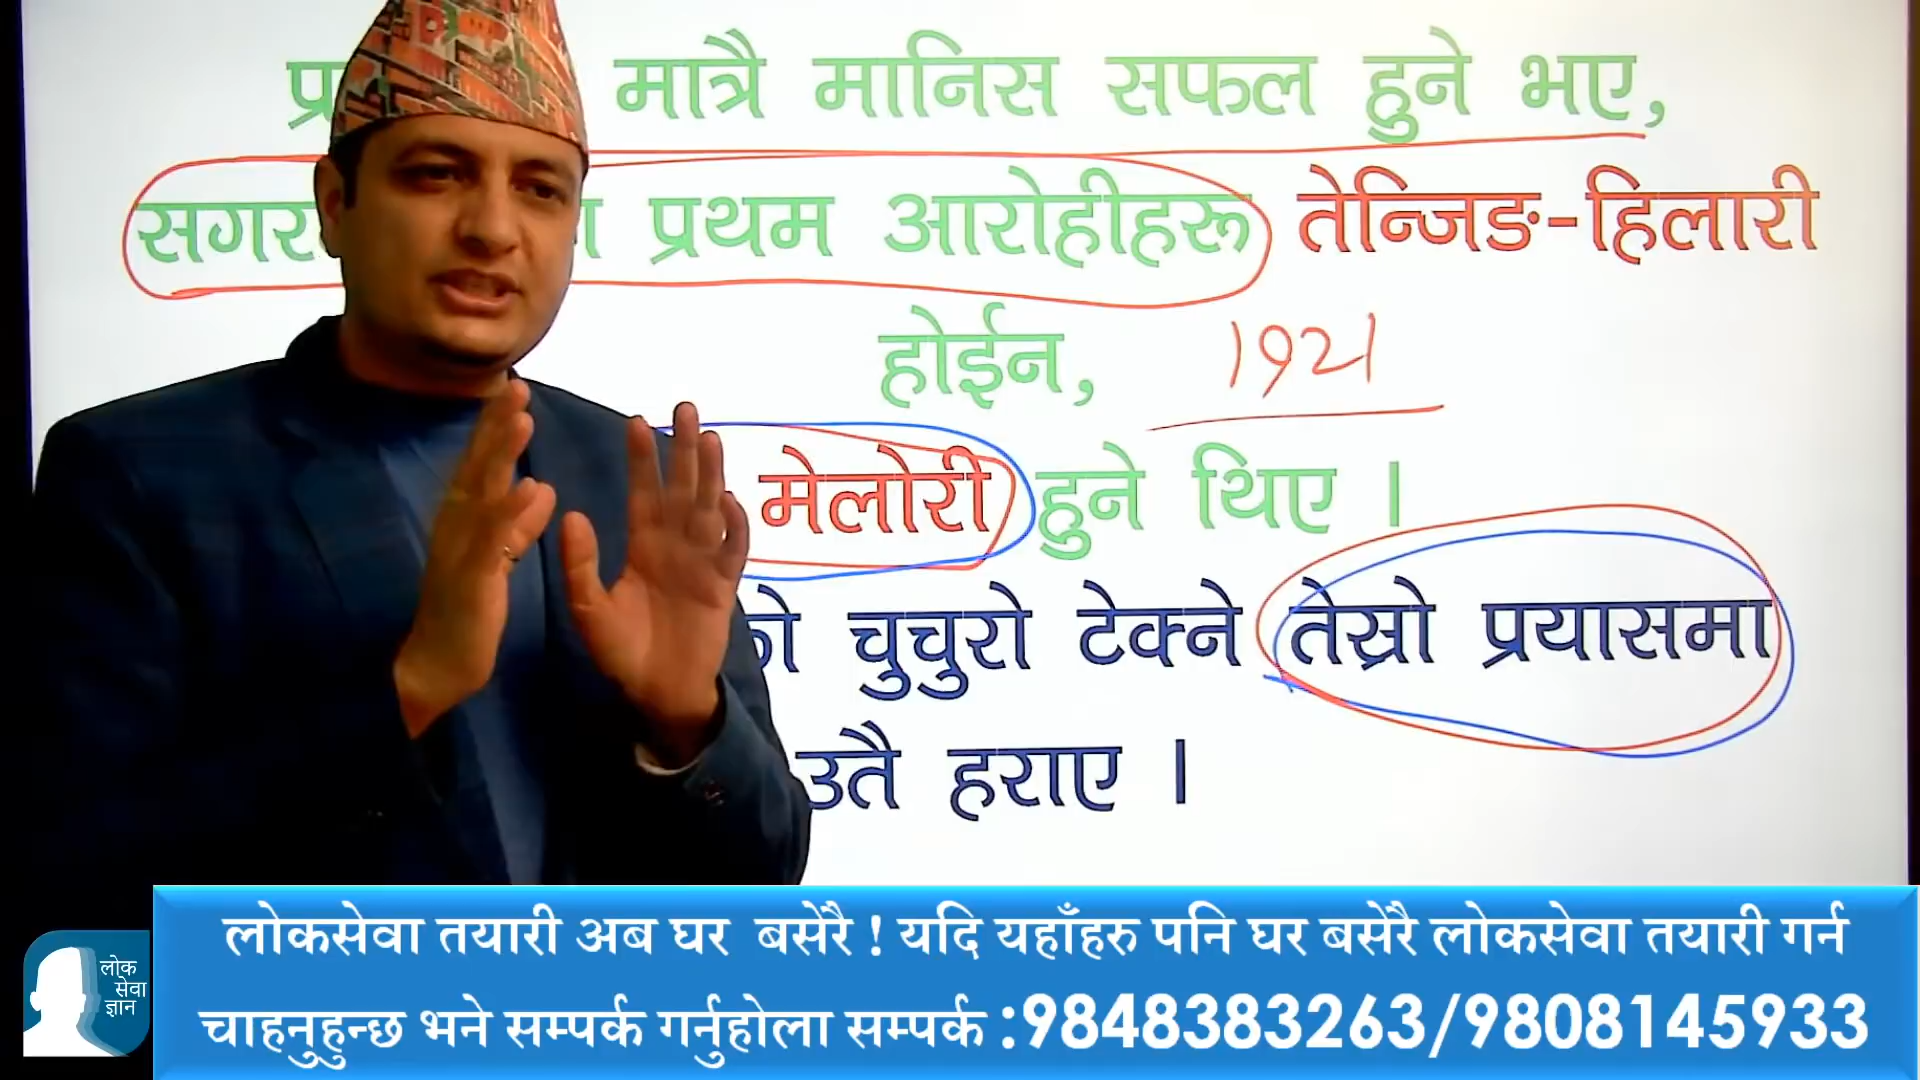 मात्रै मानिस सफल हुने भए,
प्रथम आरोहीहरू तेन्जिङ-हिलारी
होईन, 1921
मेलोरी हुने थिए ।
चुचुरो टेक्ने तेस्रो प्रयासमा
उतै हराए ।
लोकसेवा तयारी अब घर बसेरै ! यदि यहाँहरु पनि घर बसेरै लोकसेवा तयारी गर्न
चाहनुहुन्छ भने सम्पर्क गर्नुहोला सम्पर्क :9848383263/9808145933
लोक
सेवा
ज्ञान